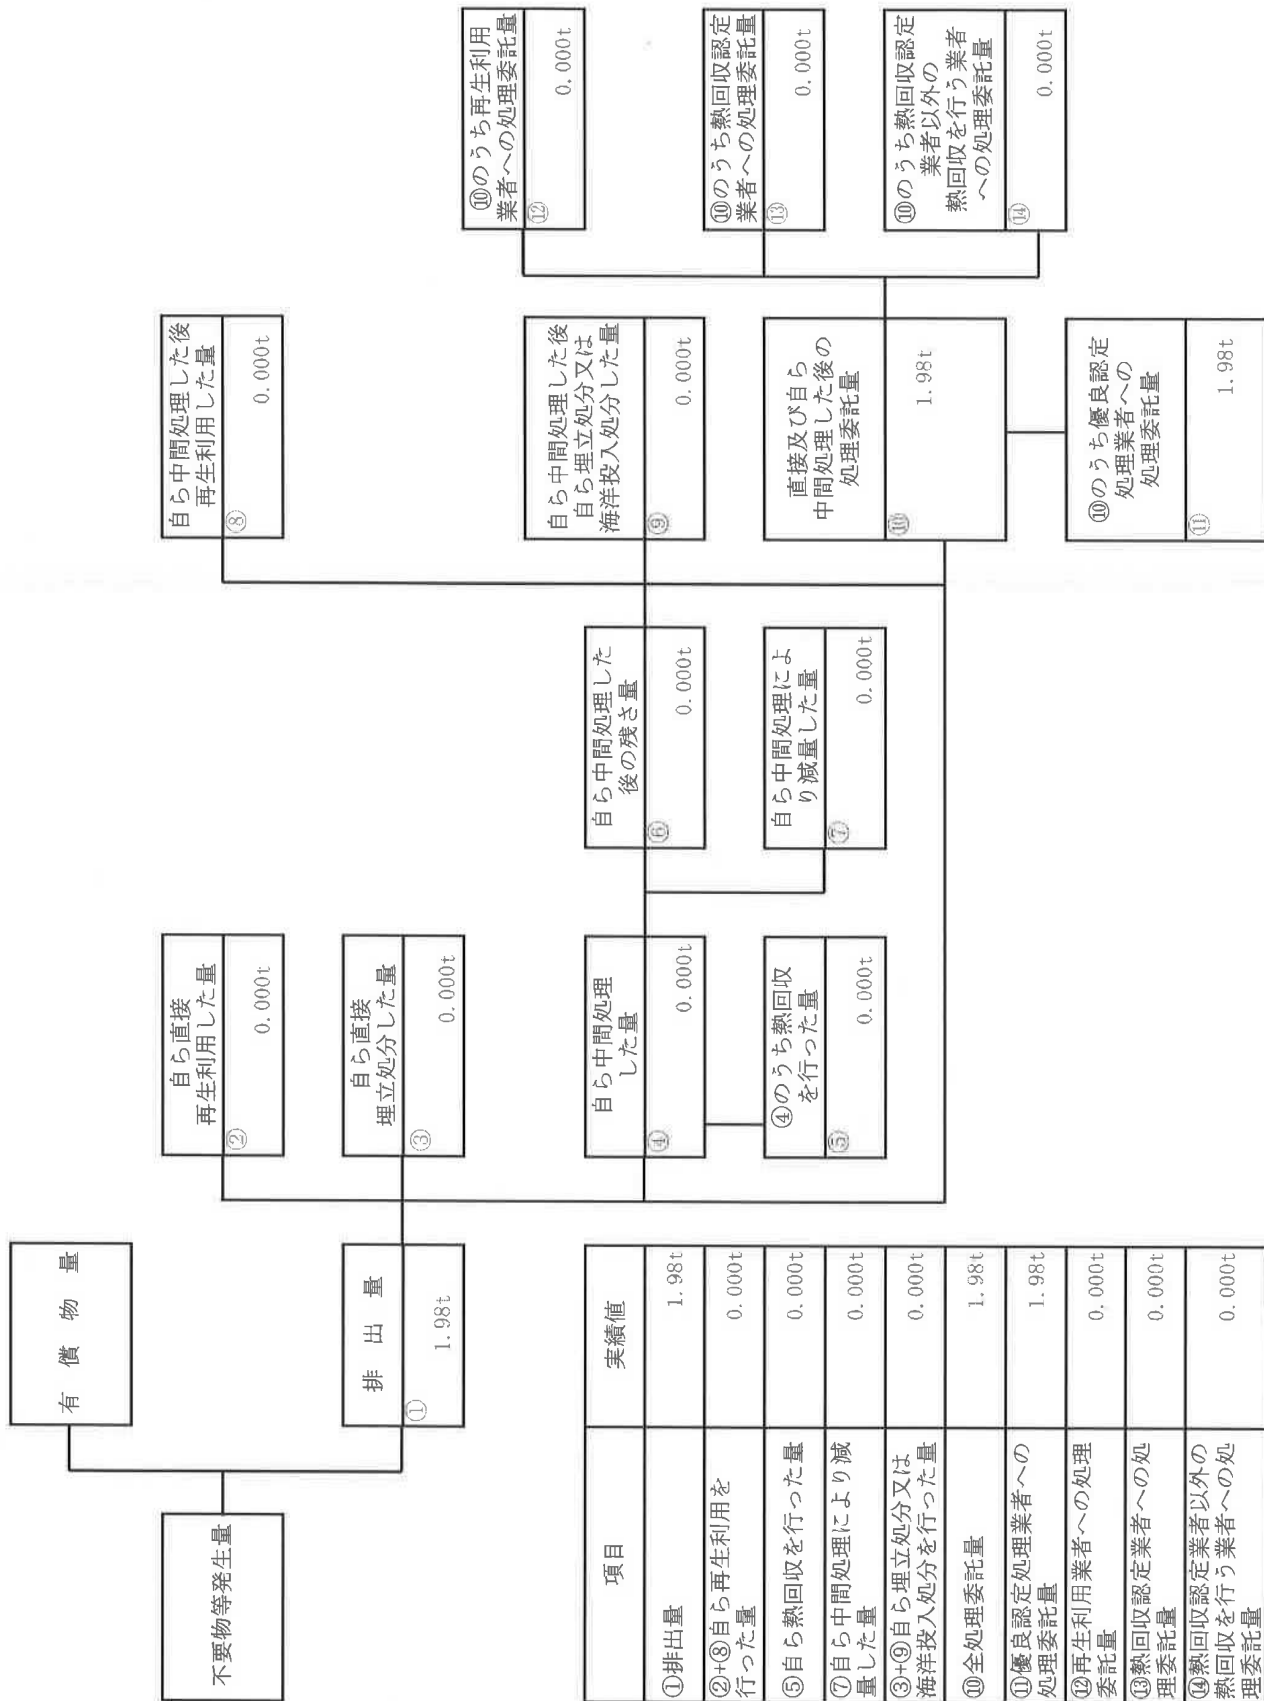 不要物等発生量
有償物量
排出量
①
1.98t
自ら直接
再生利用した量
②
0.000t
自ら直接
埋立処分した量
③
0.000t
自ら中間処理
した量
④
0.000t
④のうち熱回収
を行った量
⑤
0.000t
自ら中間処理した
後の残さ量
⑥
0.000t
自ら中間処理によ
り減量した量
⑦
0.000t
自ら中間処理した後
再生利用した量
⑧
0.000t
自ら中間処理した後
自ら埋立処分又は
海洋投入処分した量
⑨
0.000t
直接及び自ら
中間処理した後の
処理委託量
⑩
1.98t
⑩のうち優良認定
処理業者への
処理委託量
⑪
1.98t
⑩のうち再生利用
業者への処理委託量
⑫
0.000t
⑩のうち熱回収認定
業者への処理委託量
⑬
0.000t
⑩のうち熱回収認定
業者以外の
熱回収を行う業者
への処理委託量
⑭
0.000t
項目
実績値
①排出量
1.98t
②+⑧自ら再生利用を
行った量
0.000t
⑤自ら熱回収を行った量
0.000t
⑦自ら中間処理により減
量した量
0.000t
③+⑨自ら埋立処分又は
海洋投入処分を行った量
0.000t
⑩全処理委託量
1.98t
⑪優良認定処理業者への
処理委託量
1.98t
⑫再生利用業者への処理
委託量
0.000t
⑬熱回収認定業者への処
理委託量
0.000t
⑭熱回収認定業者以外の
熱回収を行う業者への処
理委託量
0.000t